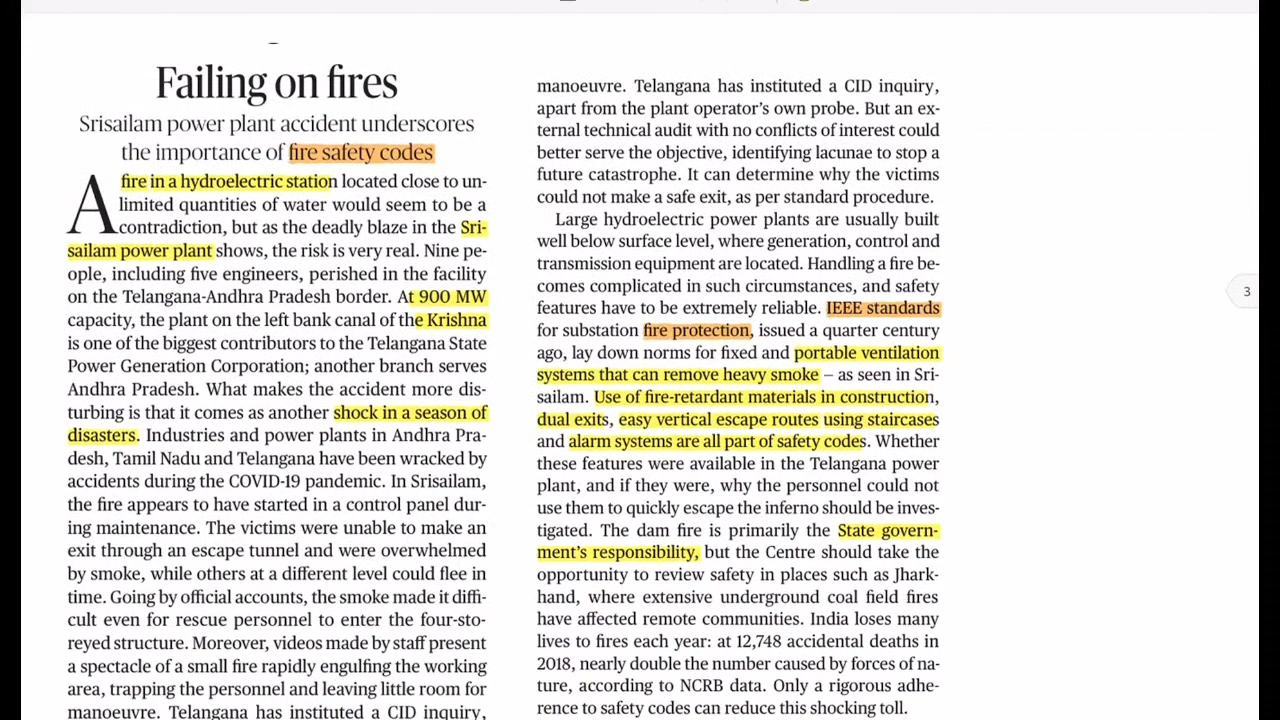 Failing on fires
Srisailam power plant accident underscores
the importance of fire safety codes
A fire in a hydroelectric station located close to un-
limited quantities of water would seem to be a
contradiction, but as the deadly blaze in the Sri-
sailam power plant shows, the risk is very real. Nine pe-
ople, including five engineers, perished in the facility
on the Telangana-Andhra Pradesh border. At 900 MW
capacity, the plant on the left bank canal of the Krishna
is one of the biggest contributors to the Telangana State
Power Generation Corporation; another branch serves
Andhra Pradesh. What makes the accident more dis-
turbing is that it comes as another shock in a season of
disasters. Industries and power plants in Andhra Pra-
desh, Tamil Nadu and Telangana have been wracked by
accidents during the COVID-19 pandemic. In Srisailam,
the fire appears to have started in a control panel dur-
ing maintenance. The victims were unable to make an
exit through an escape tunnel and were overwhelmed
by smoke, while others at a different level could flee in
time. Going by official accounts, the smoke made it diffi-
cult even for rescue personnel to enter the four-sto-
reyed structure. Moreover, videos made by staff present
a spectacle of a small fire rapidly engulfing the working
area, trapping the personnel and leaving little room for
manoeuvre. Telangana has instituted a CID inquiry,
manoeuvre. Telangana has instituted a CID inquiry,
apart from the plant operator's own probe. But an ex-
ternal technical audit with no conflicts of interest could
better serve the objective, identifying lacunae to stop a
future catastrophe. It can determine why the victims
could not make a safe exit, as per standard procedure.
Large hydroelectric power plants are usually built
well below surface level, where generation, control and
transmission equipment are located. Handling a fire be-
comes complicated in such circumstances, and safety
features have to be extremely reliable. IEEE standards
for substation fire protection, issued a quarter century
ago, lay down norms for fixed and portable ventilation
systems that can remove heavy smoke – as seen in Sri-
sailam. Use of fire-retardant materials in construction,
dual exits, easy vertical escape routes using staircases
and alarm systems are all part of safety codes. Whether
these features were available in the Telangana power
plant, and if they were, why the personnel could not
use them to quickly escape the inferno should be inves-
tigated. The dam fire is primarily the State govern-
ment's responsibility, but the Centre should take the
opportunity to review safety in places such as Jhark-
hand, where extensive underground coal field fires
have affected remote communities. India loses many
lives to fires each year: at 12,748 accidental deaths in
2018, nearly double the number caused by forces of na-
ture, according to NCRB data. Only a rigorous adhe-
rence to safety codes can reduce this shocking toll.
3